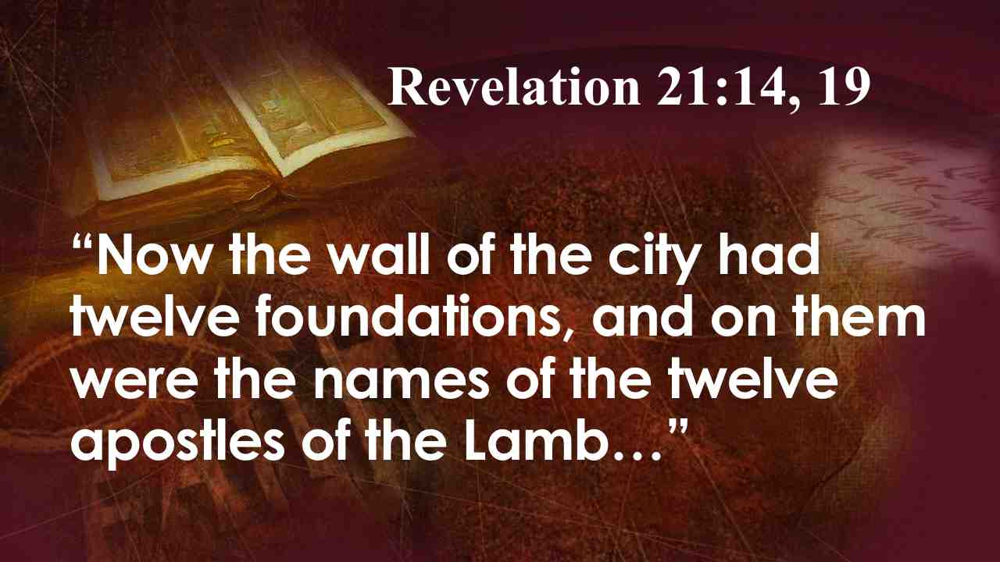 Revelation 21:14, 19
“Now the wall of the city had
twelve foundations, and on them
were the names of the twelve
apostles of the Lamb…”